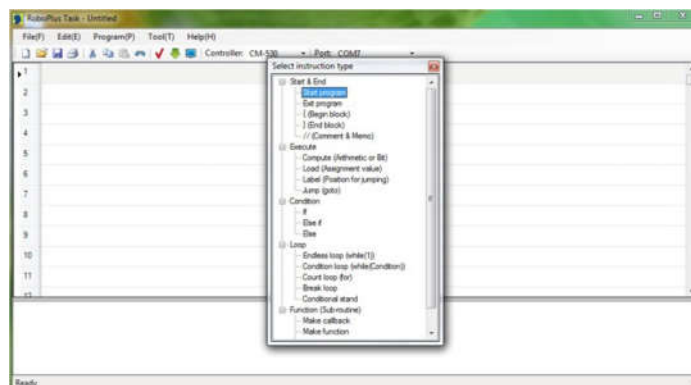 RoboPlus Task - Untitled
File(F) Edit(E) Program(P) Tool(T) Help(H)
Controller: CM-530 Port: COM7
Select instruction type
Start & End
Start program
Exit program
{ (Begin block)
} (End block)
// (Comment & Memo)
Execute
Compute (Arithmetic or Bit)
Load (Assignment value)
Label (Position for jumping)
Jump (goto)
Condition
If
Else if
Else
Loop
Endless loop (while(1))
Condition loop (while(Condition))
Count loop (for)
Break loop
Conditional stand
Function (Sub-routine)
Make callback
Make function
1
2
3
4
5
6
7
8
9
10
11
12
Ready